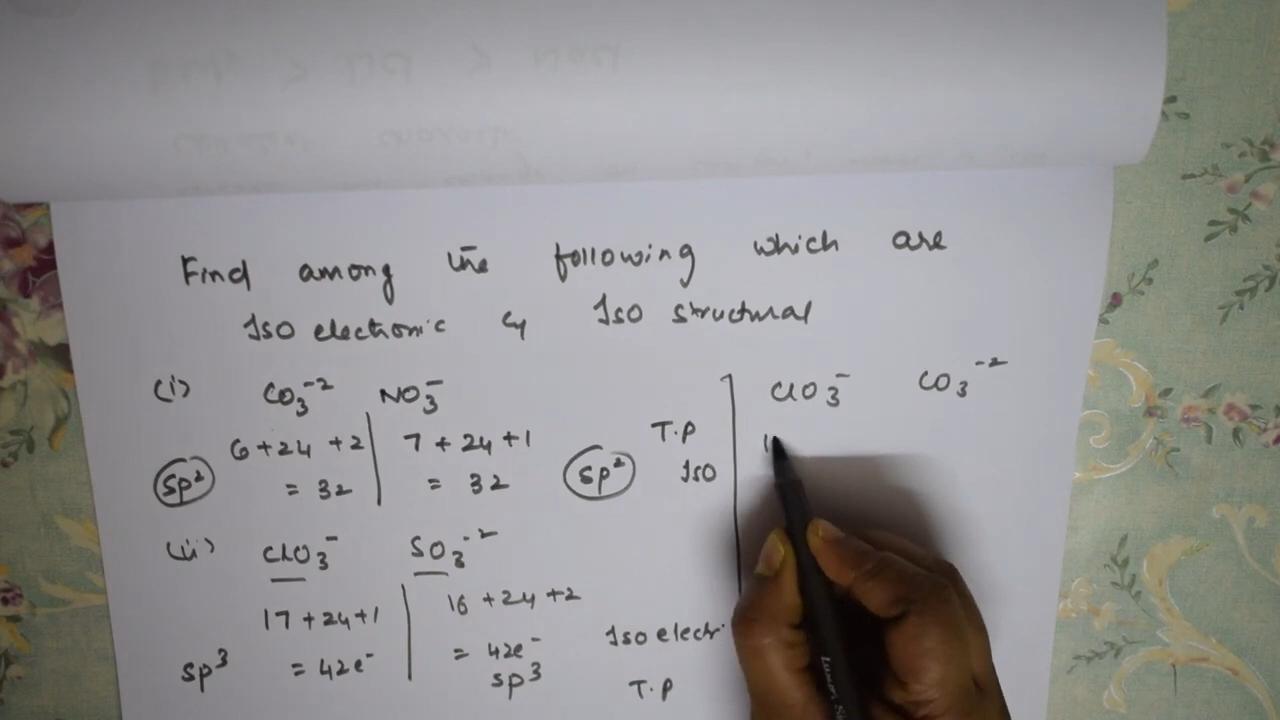 Find among the following which are
Iso electronic & Iso structural
(i) CO₃⁻² NO₃⁻
6 + 24 + 2 | 7 + 24 + 1
sp² = 32 | = 32 sp²
T.P
Iso
(ii) ClO₃⁻ SO₃⁻²
17 + 24 + 1 | 16 + 24 + 2
sp³ = 42e⁻ | = 42e⁻
sp³
Iso electr
T.P
ClO₃⁻ CO₃⁻²